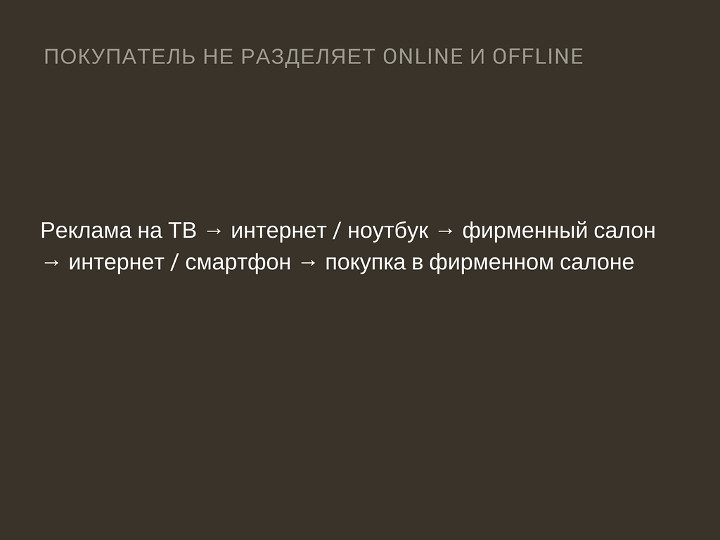 ПОКУПАТЕЛЬ НЕ РАЗДЕЛЯЕТ ONLINE И OFFLINE
Реклама на ТВ → интернет / ноутбук → фирменный салон
→ интернет / смартфон → покупка в фирменном салоне